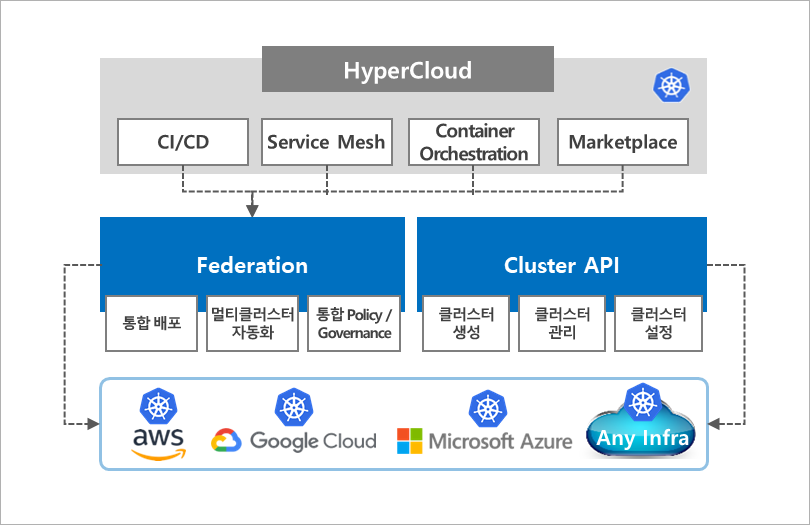 HyperCloud
CI/CD
Service Mesh
Container
Orchestration
Marketplace
Federation
Cluster API
통합 배포
멀티클러스터
자동화
통합 Policy /
Governance
클러스터
생성
클러스터
관리
클러스터
설정
aws
Google Cloud
Microsoft Azure
Any Infra